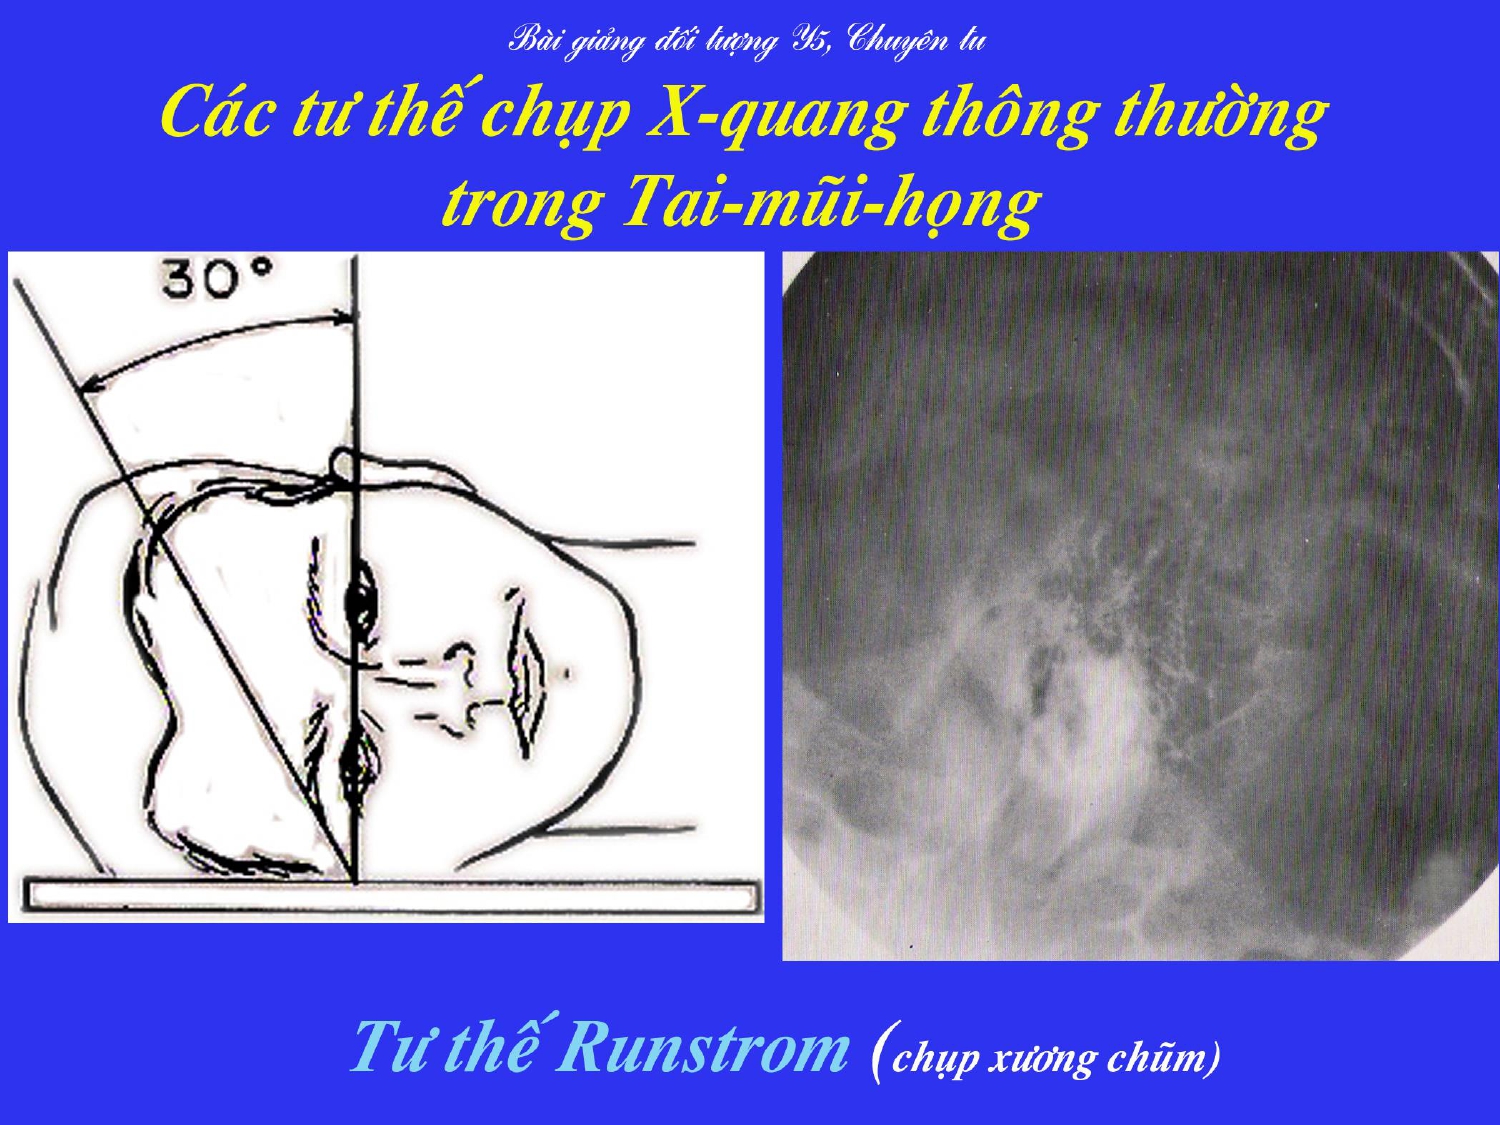 Bài giảng đối tượng Y5, Chuyên tu
Các tư thế chụp X-quang thông thường
trong Tai-mũi-họng
30°
Tư thế Runstrom (chụp xương chũm)